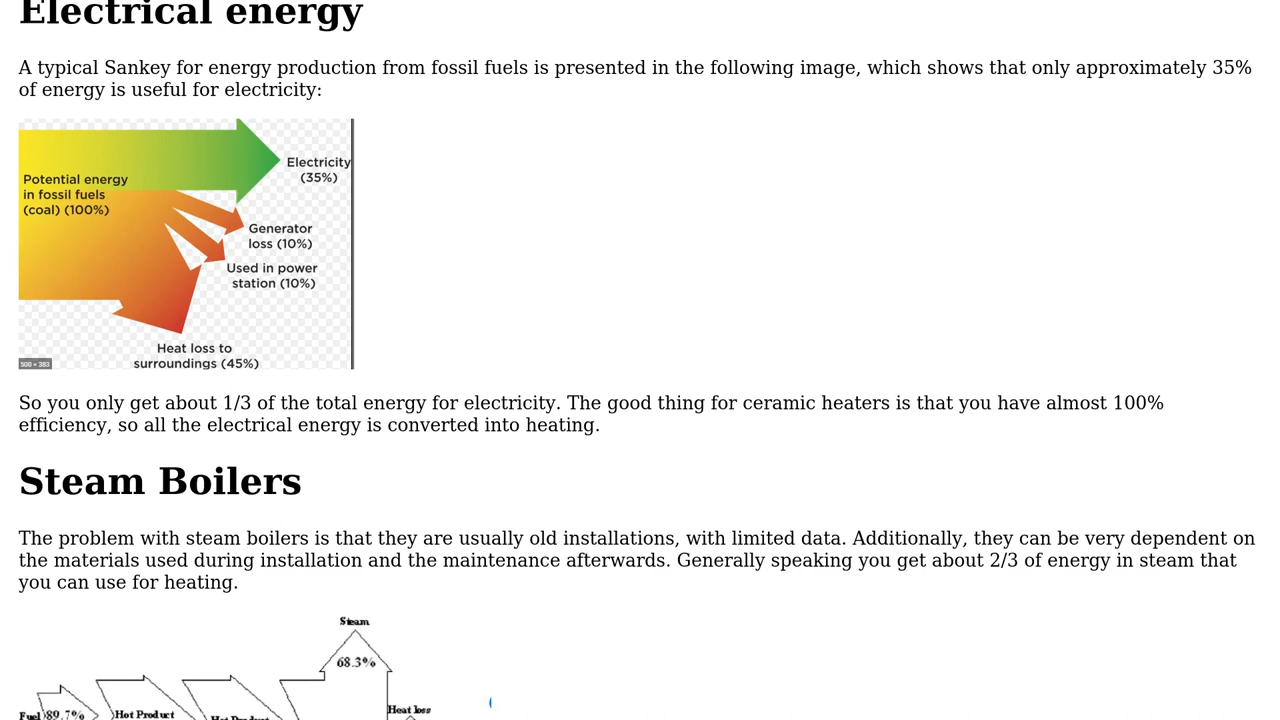 Electrical energy
A typical Sankey for energy production from fossil fuels is presented in the following image, which shows that only approximately 35%
of energy is useful for electricity:
Electricity
(35%)
Potential energy
in fossil fuels
(coal) (100%)
Generator
loss (10%)
Used in power
station (10%)
Heat loss to
surroundings (45%)
500 × 383
So you only get about 1/3 of the total energy for electricity. The good thing for ceramic heaters is that you have almost 100%
efficiency, so all the electrical energy is converted into heating.
Steam Boilers
The problem with steam boilers is that they are usually old installations, with limited data. Additionally, they can be very dependent on
the materials used during installation and the maintenance afterwards. Generally speaking you get about 2/3 of energy in steam that
you can use for heating.
Steam
68.3%
Heat loss
Fuel 89.7%
Hot Product
Hot Product